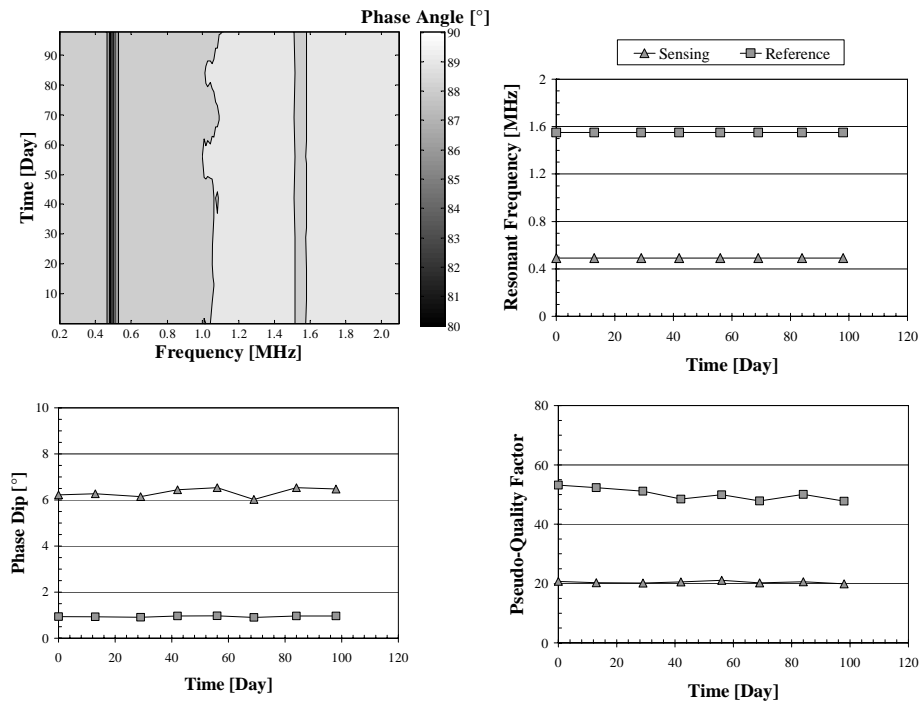 Phase Angle [°]
90
80
70
60
50
40
30
20
10
Time [Day]
0.2 0.4 0.6 0.8 1.0 1.2 1.4 1.6 1.8 2.0
Frequency [MHz]
90
89
88
87
86
85
84
83
82
81
80
Sensing Reference
2
1.6
1.2
0.8
0.4
0
Resonant Frequency [MHz]
0 20 40 60 80 100 120
Time [Day]
10
8
6
4
2
0
Phase Dip [°]
0 20 40 60 80 100 120
Time [Day]
80
60
40
20
0
Pseudo-Quality Factor
0 20 40 60 80 100 120
Time [Day]